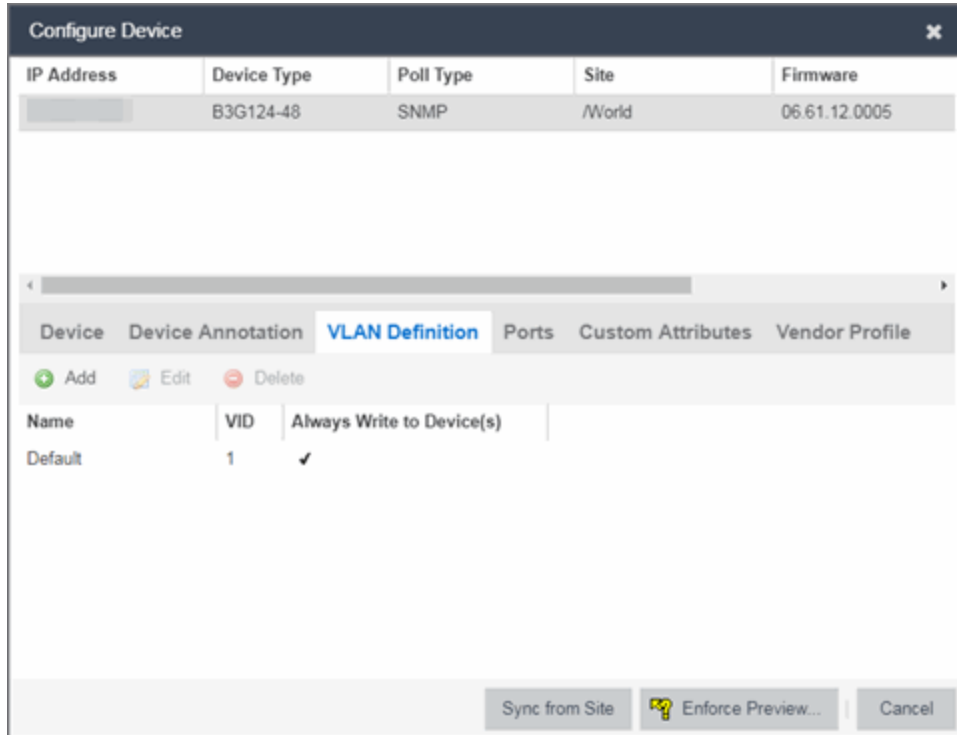 Configure Device
IP Address Device Type Poll Type Site Firmware
B3G124-48 SNMP /World 06.61.12.0005
Device Device Annotation VLAN Definition Ports Custom Attributes Vendor Profile
Add Edit Delete
Name VID Always Write to Device(s)
Default 1 ✔
Sync from Site Enforce Preview... Cancel